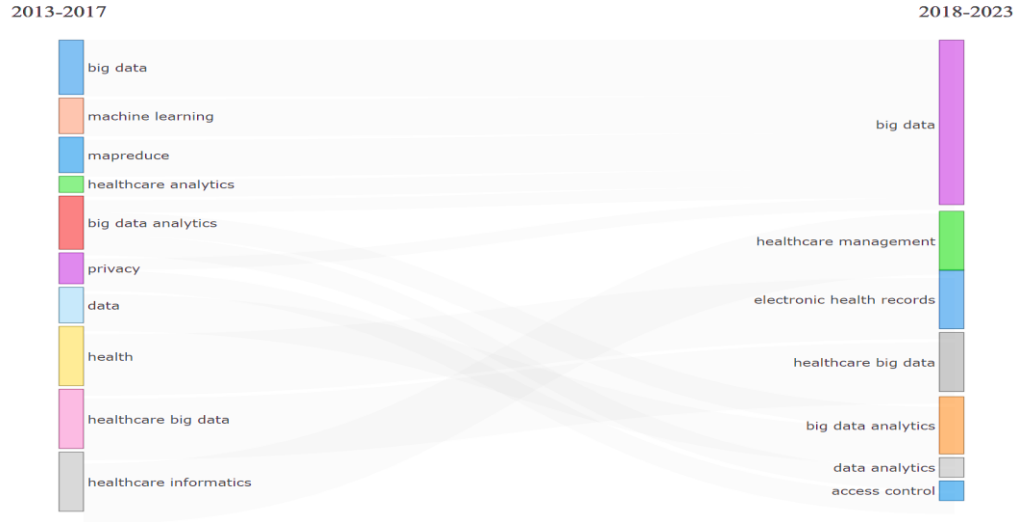 2013-2017
2018-2023
big data
machine learning
mapreduce
healthcare analytics
big data analytics
privacy
data
health
healthcare big data
healthcare informatics
big data
healthcare management
electronic health records
healthcare big data
big data analytics
data analytics
access control